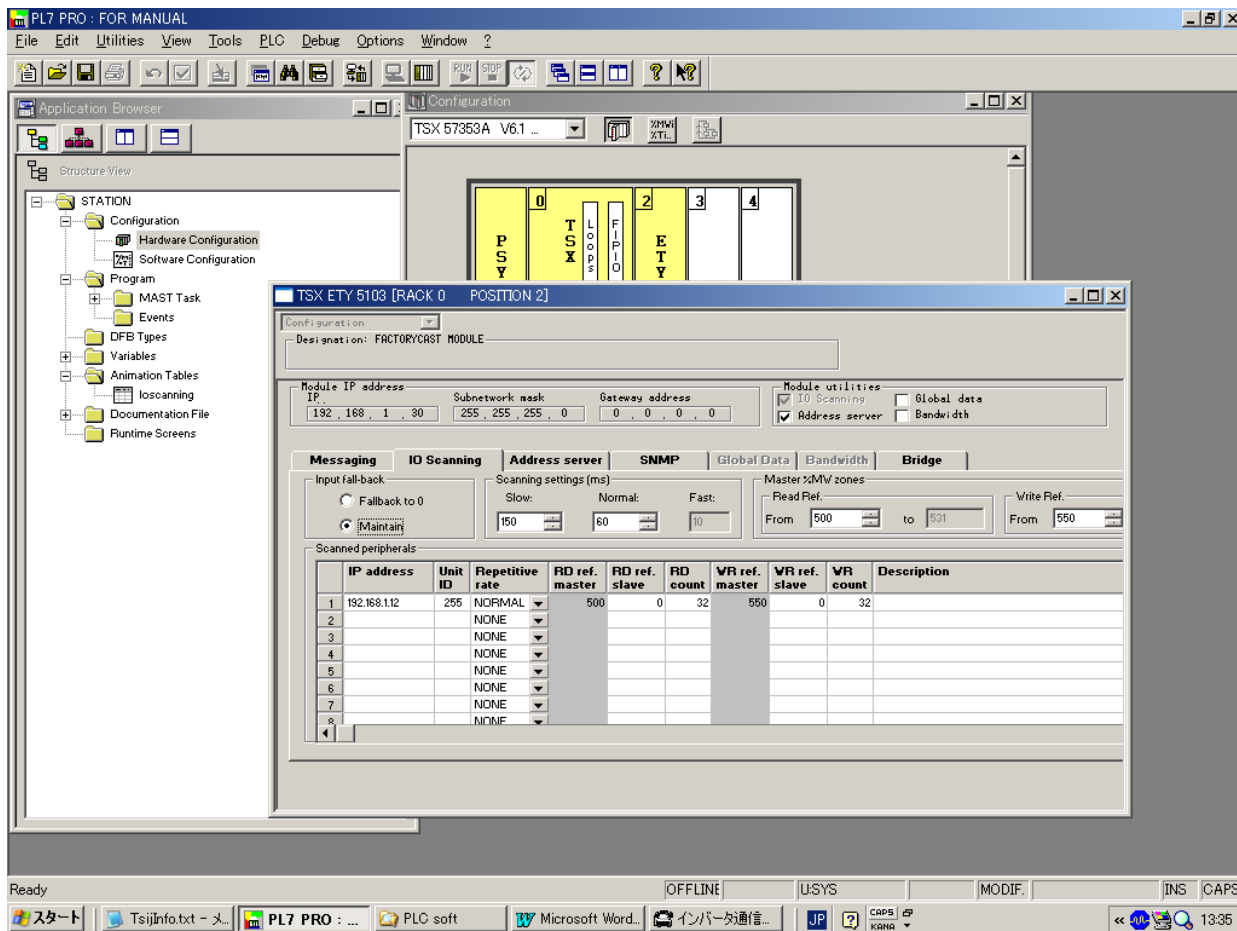 PL7 PRO : FOR MANUAL
File Edit Utilities View Tools PLC Debug Options Window ?
RUN STOP
Application Browser
Structure View
STATION
Configuration
Hardware Configuration
Software Configuration
Program
MAST Task
Events
DFB Types
Variables
Animation Tables
Ioscanning
Documentation File
Runtime Screens
Configuration
TSX 57353A V6.1 ...
%MWi
%Ti..
0 2 3 4
PSY
TSX
Loops
FIPIO
ETY
TSX ETY 5103 [RACK 0 POSITION 2]
Configuration
Designation: FACTORYCAST MODULE
Module IP address
IP.. Subnetwork mask Gateway address
192 . 168 . 1 . 30 255 . 255 . 255 . 0 0 . 0 . 0 . 0
Module utilities
IO Scanning Global data
Address server Bandwidth
Messaging IO Scanning Address server SNMP Global Data Bandwidth Bridge
Input fall-back
Fallback to 0
Maintain
Scanning settings (ms)
Slow: Normal: Fast:
150 60 10
Master %MW zones
Read Ref.
From 500 to 531
Write Ref.
From 550
Scanned peripherals
IP address Unit ID Repetitive rate RD ref. master RD ref. slave RD count WR ref. master WR ref. slave WR count Description
1 192.168.1.12 255 NORMAL 500 0 32 550 0 32
2 NONE
3 NONE
4 NONE
5 NONE
6 NONE
7 NONE
8 NONE
Ready OFFLINE U:SYS MODIF. INS CAPS
スタート TsijInfo.txt - メ... PL7 PRO : ... PLC soft Microsoft Word... インバータ通信... JP CAPS KANA 13:35